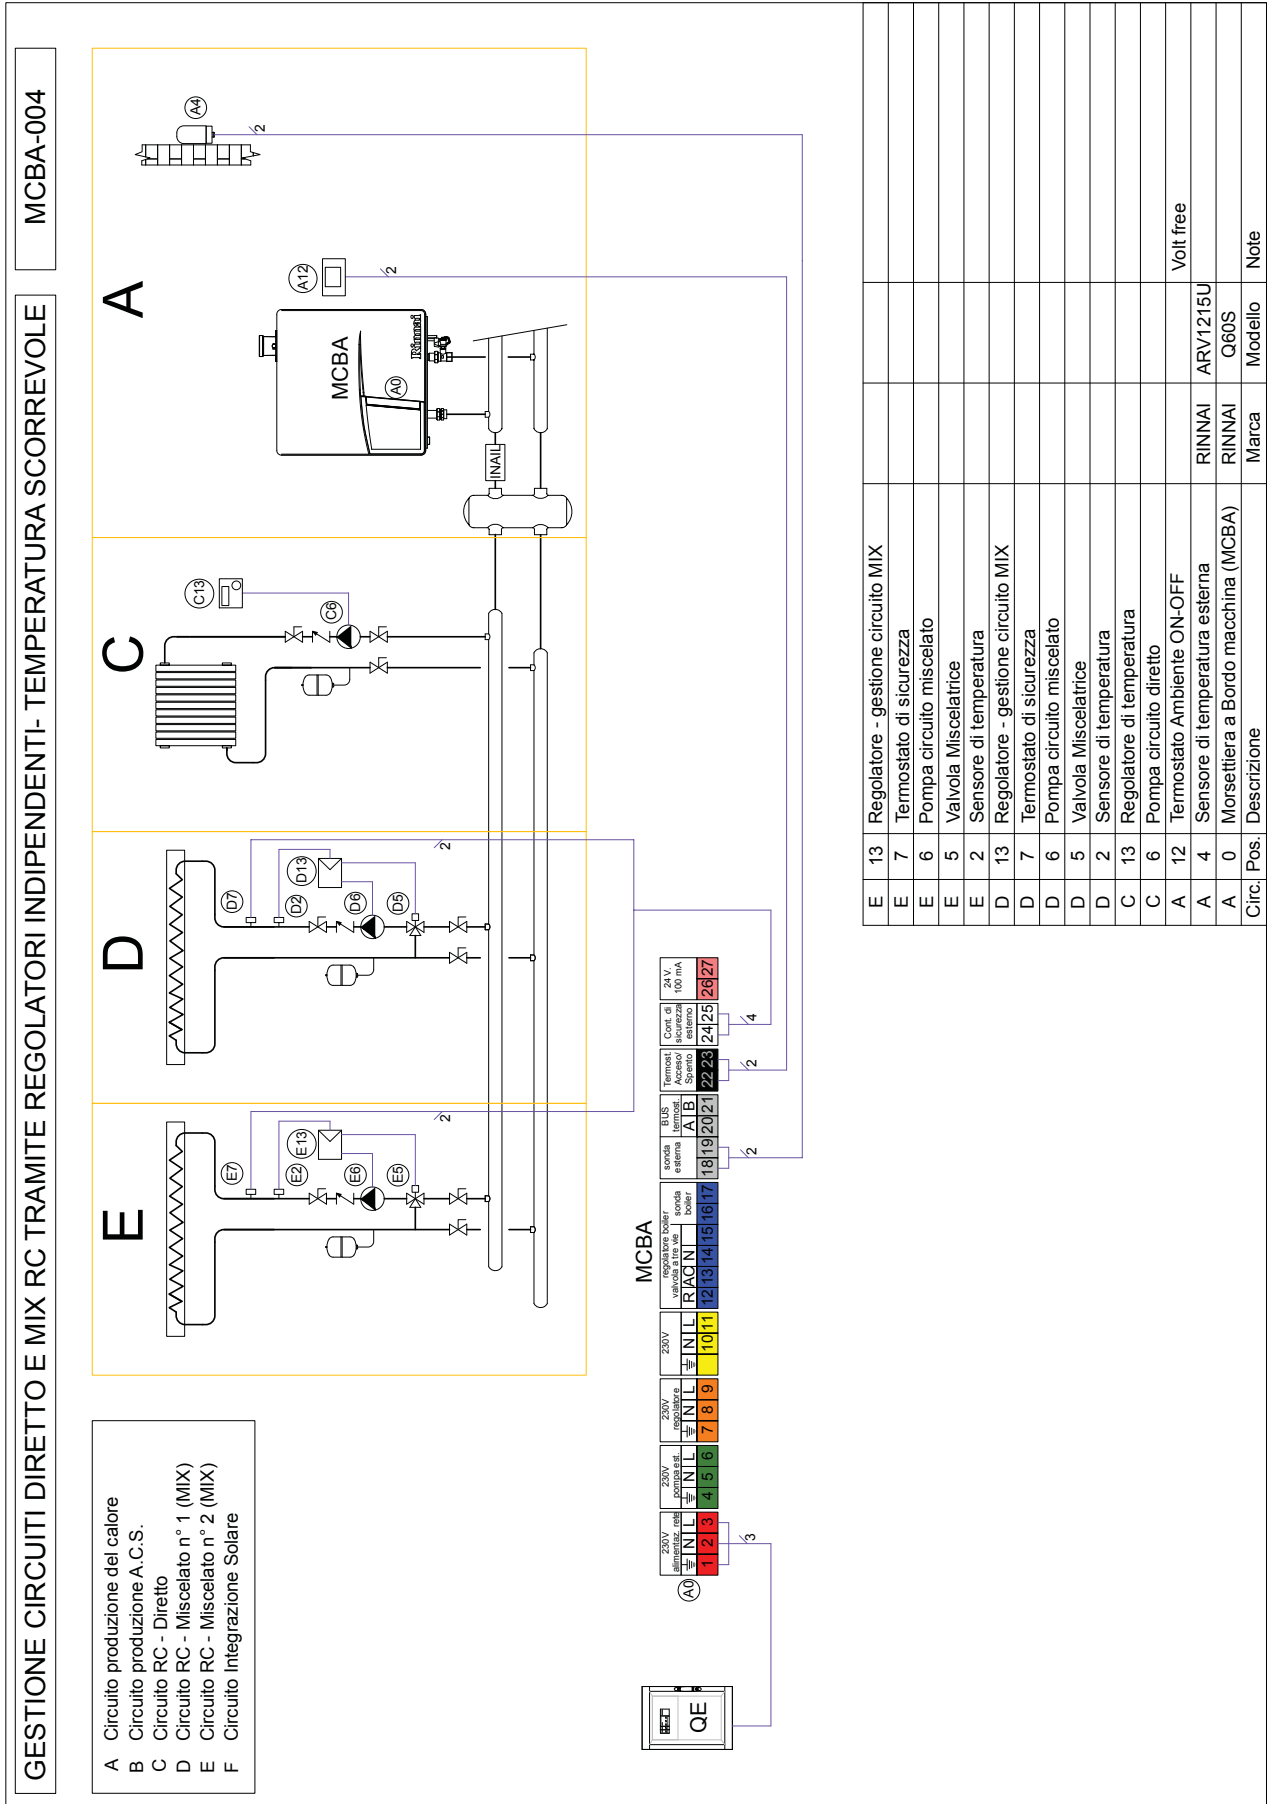 GESTIONE CIRCUITI DIRETTO E MIX RC TRAMITE REGOLATORI INDIPENDENTI- TEMPERATURA SCORREVOLE
MCBA-004
A Circuito produzione del calore
B Circuito produzione A.C.S.
C Circuito RC - Diretto
D Circuito RC - Miscelato n° 1 (MIX)
E Circuito RC - Miscelato n° 2 (MIX)
F Circuito Integrazione Solare
E
D
C
A
E7
E2
E13
E6
E5
2
D7
D2
D13
D6
D5
2
C13
C6
INAIL
MCBA
A0
Rinnai
A12
2
A4
2
MCBA
A0
230V alimentaz. rete
N L
1 2 3
3
230V pompa est.
N L
4 5 6
230V regolatore
N L
7 8 9
230V
N L
10 11
regolatore boiler
valvola a tre vie
sonda boiler
R AC N
12 13 14 15 16 17
sonda esterna
18 19
2
BUS termost.
A B
20 21
Termost. Acceso/ Spento
22 23
2
Cont. di sicurezza esterno
24 25
4
24 V. 100 mA
26 27
QE
E 13 Regolatore - gestione circuito MIX
E 7 Termostato di sicurezza
E 6 Pompa circuito miscelato
E 5 Valvola Miscelatrice
E 2 Sensore di temperatura
D 13 Regolatore - gestione circuito MIX
D 7 Termostato di sicurezza
D 6 Pompa circuito miscelato
D 5 Valvola Miscelatrice
D 2 Sensore di temperatura
C 13 Regolatore di temperatura
C 6 Pompa circuito diretto
A 12 Termostato Ambiente ON-OFF Volt free
A 4 Sensore di temperatura esterna RINNAI ARV1215U
A 0 Morsettiera a Bordo macchina (MCBA) RINNAI Q60S
Circ. Pos. Descrizione Marca Modello Note